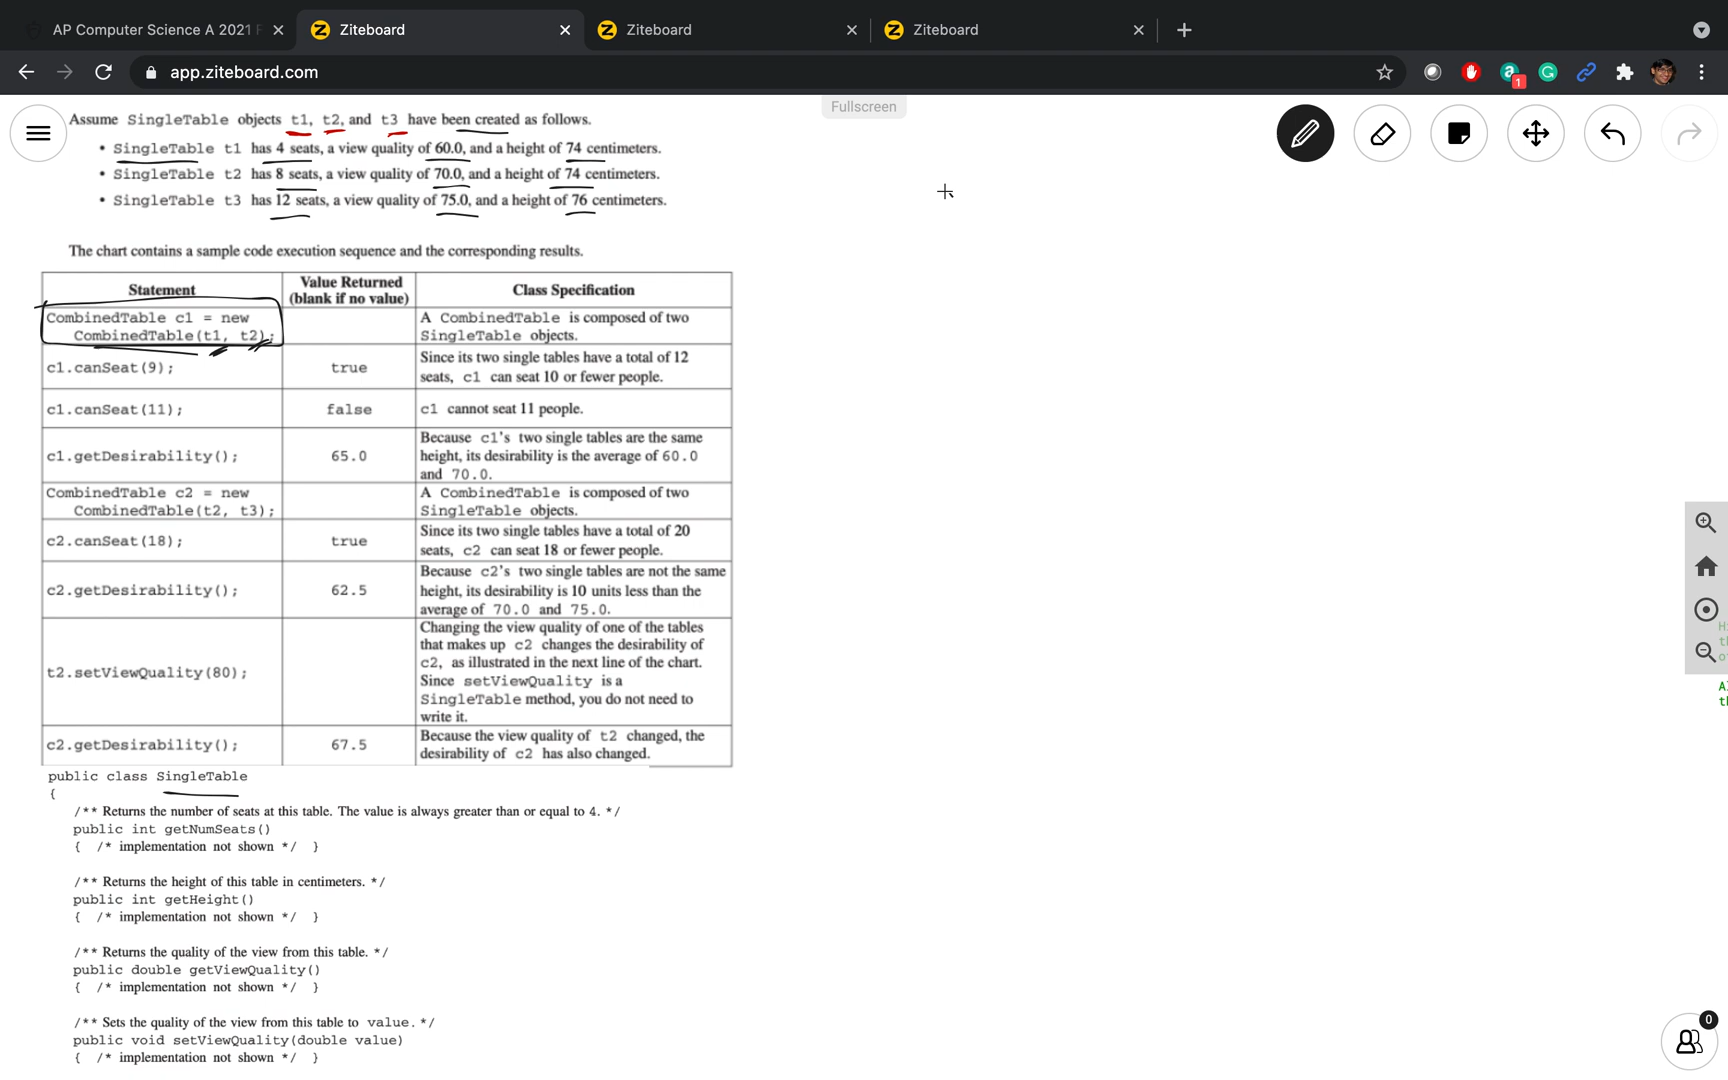 AP Computer Science A 2021 F
Ziteboard
Ziteboard
Ziteboard
app.ziteboard.com
1
Fullscreen
Assume SingleTable objects t1, t2, and t3 have been created as follows.
• SingleTable t1 has 4 seats, a view quality of 60.0, and a height of 74 centimeters.
• SingleTable t2 has 8 seats, a view quality of 70.0, and a height of 74 centimeters.
• SingleTable t3 has 12 seats, a view quality of 75.0, and a height of 76 centimeters.
The chart contains a sample code execution sequence and the corresponding results.
Statement
Value Returned
(blank if no value)
Class Specification
CombinedTable c1 = new
CombinedTable(t1, t2);
A CombinedTable is composed of two
SingleTable objects.
c1.canSeat(9);
true
Since its two single tables have a total of 12
seats, c1 can seat 10 or fewer people.
c1.canSeat(11);
false
c1 cannot seat 11 people.
c1.getDesirability();
65.0
Because c1's two single tables are the same
height, its desirability is the average of 60.0
and 70.0.
CombinedTable c2 = new
CombinedTable(t2, t3);
A CombinedTable is composed of two
SingleTable objects.
c2.canSeat(18);
true
Since its two single tables have a total of 20
seats, c2 can seat 18 or fewer people.
c2.getDesirability();
62.5
Because c2's two single tables are not the same
height, its desirability is 10 units less than the
average of 70.0 and 75.0.
t2.setViewQuality(80);
Changing the view quality of one of the tables
that makes up c2 changes the desirability of
c2, as illustrated in the next line of the chart.
Since setViewQuality is a
SingleTable method, you do not need to
write it.
c2.getDesirability();
67.5
Because the view quality of t2 changed, the
desirability of c2 has also changed.
public class SingleTable
{
/** Returns the number of seats at this table. The value is always greater than or equal to 4. */
public int getNumSeats()
{ /* implementation not shown */ }
/** Returns the height of this table in centimeters. */
public int getHeight()
{ /* implementation not shown */ }
/** Returns the quality of the view from this table. */
public double getViewQuality()
{ /* implementation not shown */ }
/** Sets the quality of the view from this table to value. */
public void setViewQuality(double value)
{ /* implementation not shown */ }
0